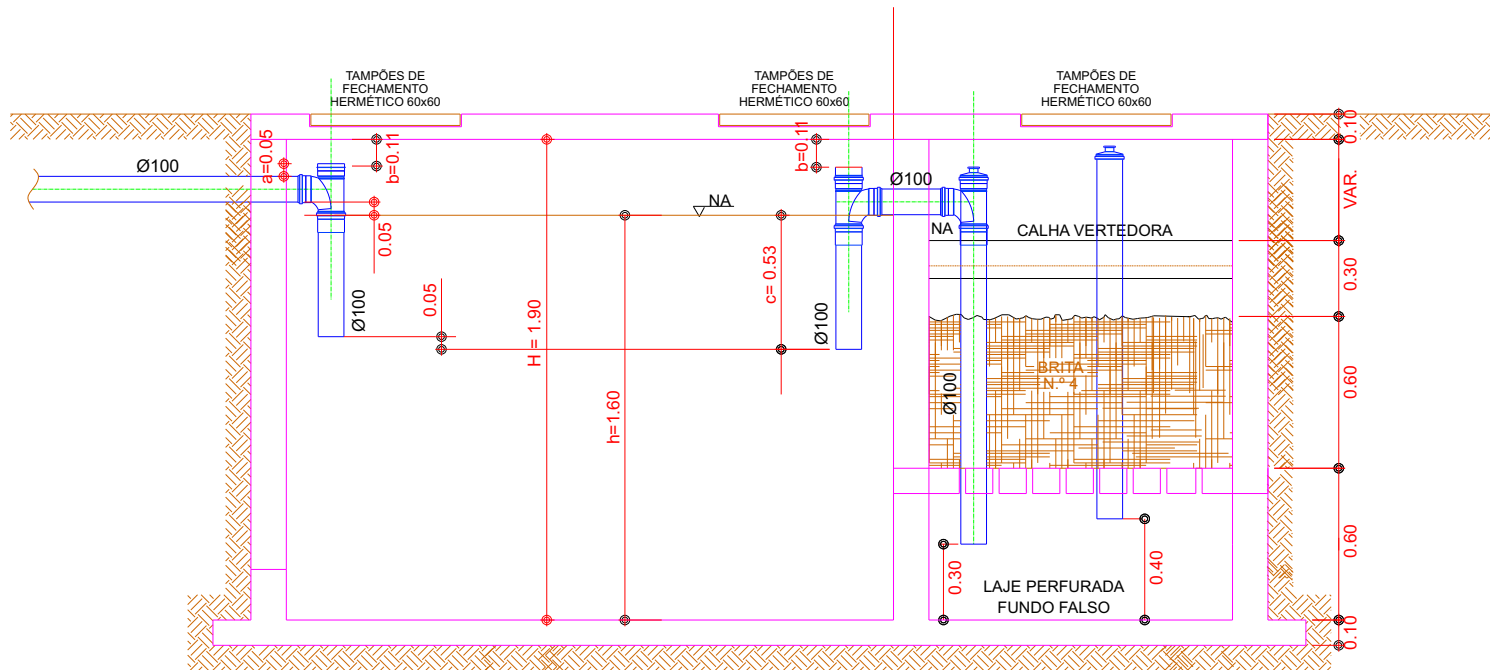 TAMPÕES DE
FECHAMENTO
HERMÉTICO 60x60
TAMPÕES DE
FECHAMENTO
HERMÉTICO 60x60
TAMPÕES DE
FECHAMENTO
HERMÉTICO 60x60
Ø100
a=0.05
b=0.11
0.05
Ø100
0.05
H = 1.90
h=1.60
NA
c= 0.53
b=0.11
Ø100
Ø100
NA
CALHA VERTEDORA
BRITA
N.º 4
Ø100
0.30
0.40
LAJE PERFURADA
FUNDO FALSO
0.10
VAR.
0.30
0.60
0.60
0.10